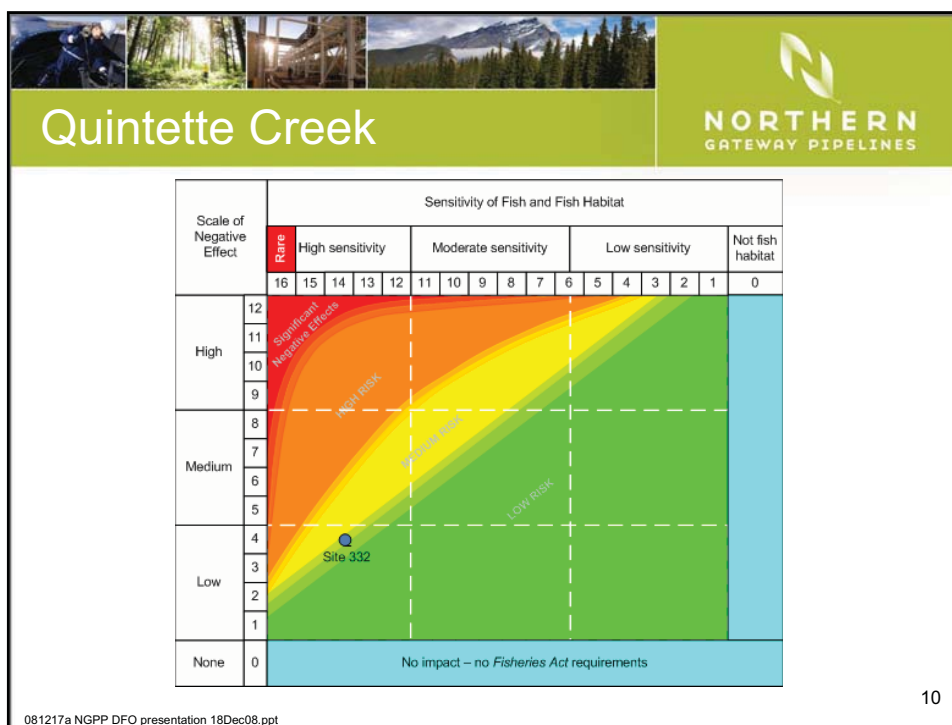 Quintette Creek
NORTHERN
GATEWAY PIPELINES
Scale of
Negative
Effect
Sensitivity of Fish and Fish Habitat
Rare
High sensitivity
Moderate sensitivity
Low sensitivity
Not fish
habitat
16 15 14 13 12 11 10 9 8 7 6 5 4 3 2 1 0
High
12
11
10
9
Medium
8
7
6
5
Low
4
3
2
1
Significant
Negative Effects
HIGH RISK
MEDIUM RISK
LOW RISK
Site 332
None 0 No impact – no Fisheries Act requirements
10
081217a NGPP DFO presentation 18Dec08.ppt